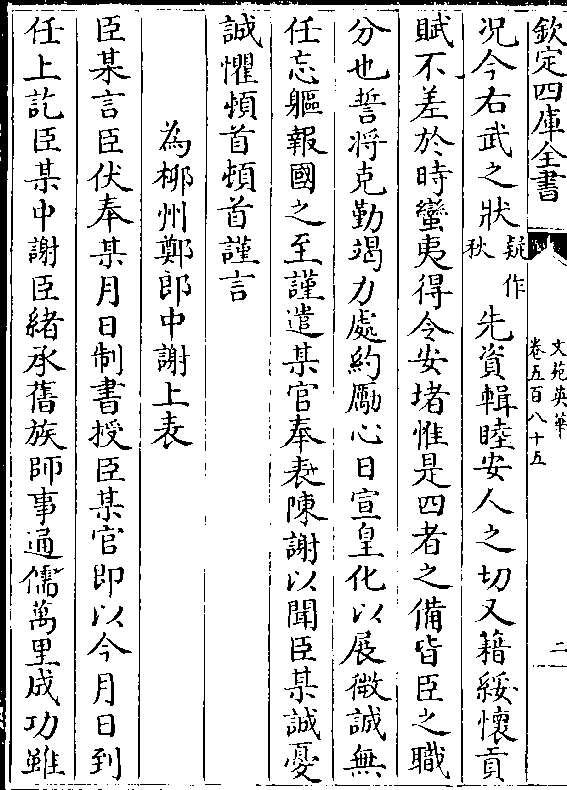 欽定四庫全書
文苑英華
卷五百八十五
二
况今右武之狀疑作秋先資輯睦安人之切又藉綏懷貢
賦不差於時蠻夷得令安堵惟是四者之備皆臣之職
分也誓將克勤竭力處約勵心日宣皇化以展微誠無
任忘軀報國之至謹遣某官奉表陳謝以聞臣某誠憂
誠懼頓首頓首謹言
為柳州鄭郎中謝上表
臣某言臣伏奉某月日制書授臣某官即以今月日到
任上訖臣某中謝臣緒承舊族師事通儒萬里成功雖